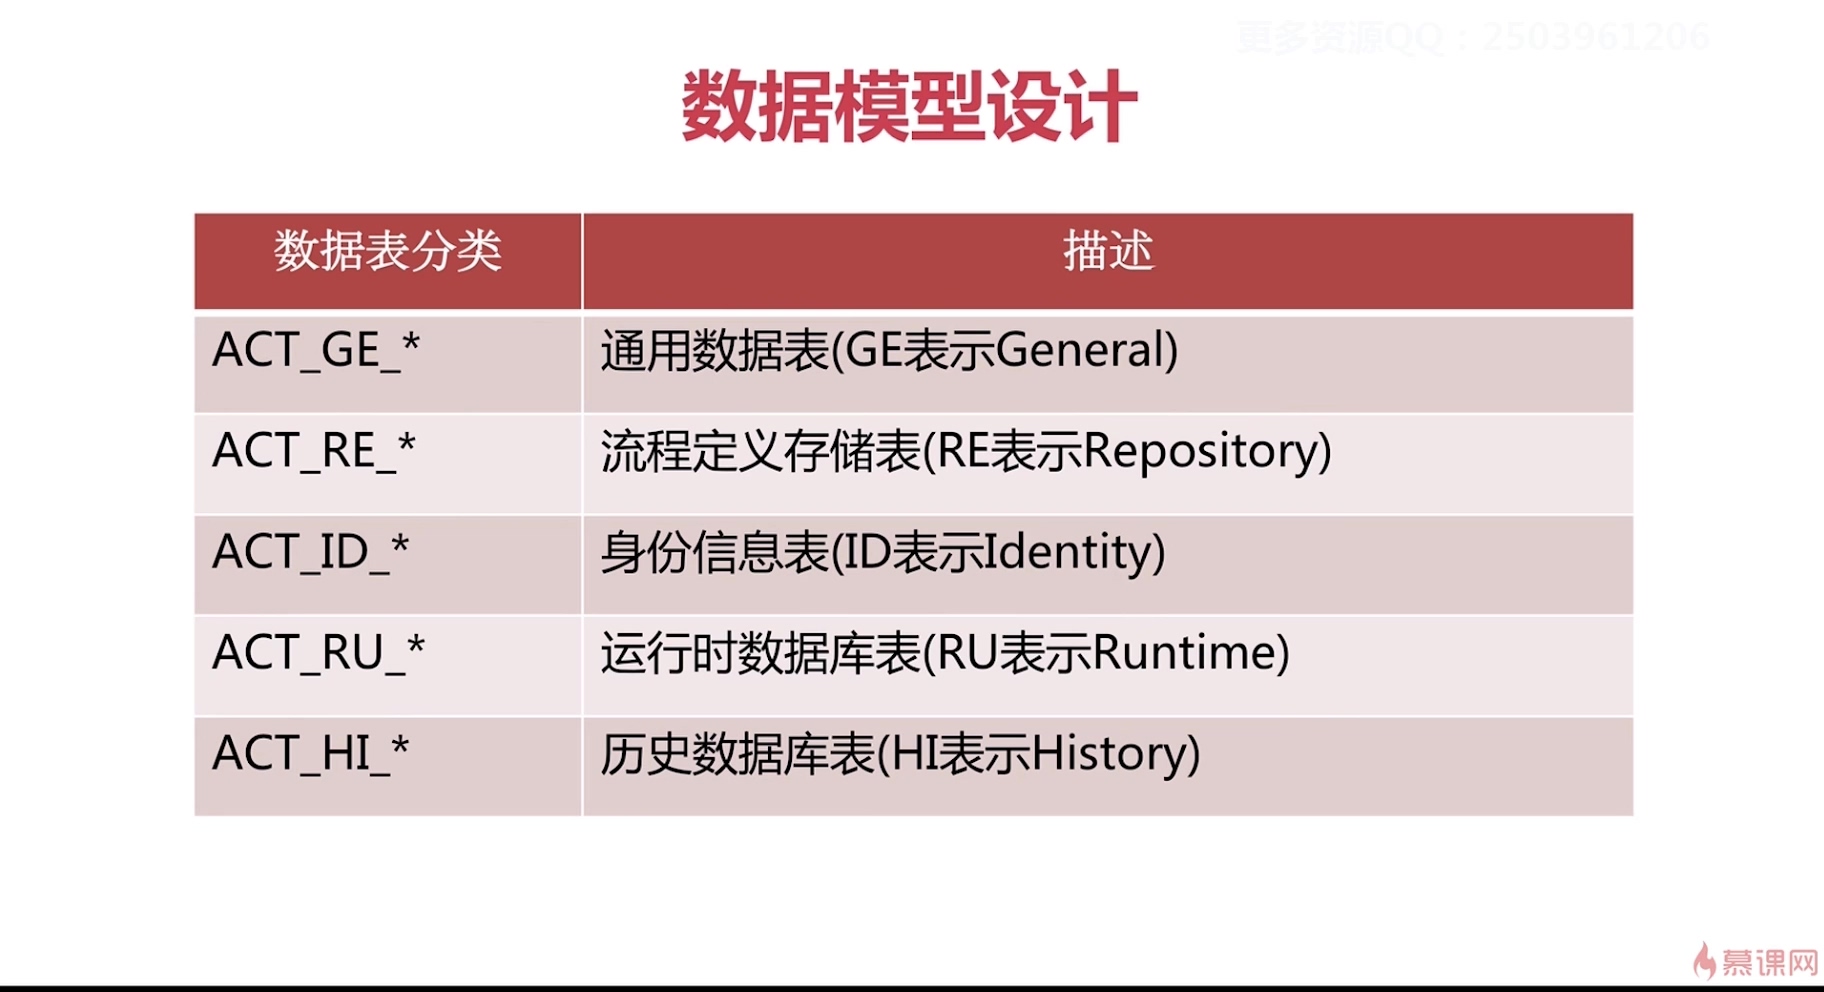 更多资源QQ：2503961206
数据模型设计
数据表分类 描述
ACT_GE_* 通用数据表(GE表示General)
ACT_RE_* 流程定义存储表(RE表示Repository)
ACT_ID_* 身份信息表(ID表示Identity)
ACT_RU_* 运行时数据库表(RU表示Runtime)
ACT_HI_* 历史数据库表(HI表示History)
慕课网